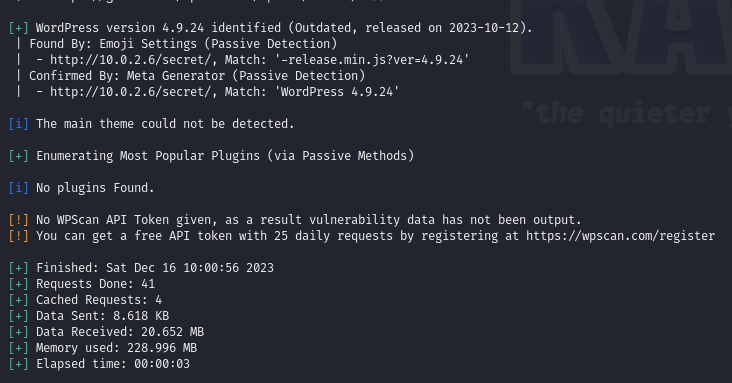 [+] WordPress version 4.9.24 identified (Outdated, released on 2023-10-12).
| Found By: Emoji Settings (Passive Detection)
|  - http://10.0.2.6/secret/, Match: '-release.min.js?ver=4.9.24'
| Confirmed By: Meta Generator (Passive Detection)
|  - http://10.0.2.6/secret/, Match: 'WordPress 4.9.24'
[i] The main theme could not be detected.
"the quieter
[+] Enumerating Most Popular Plugins (via Passive Methods)
[i] No plugins Found.
[!] No WPScan API Token given, as a result vulnerability data has not been output.
[!] You can get a free API token with 25 daily requests by registering at https://wpscan.com/register
[+] Finished: Sat Dec 16 10:00:56 2023
[+] Requests Done: 41
[+] Cached Requests: 4
[+] Data Sent: 8.618 KB
[+] Data Received: 20.652 MB
[+] Memory used: 228.996 MB
[+] Elapsed time: 00:00:03